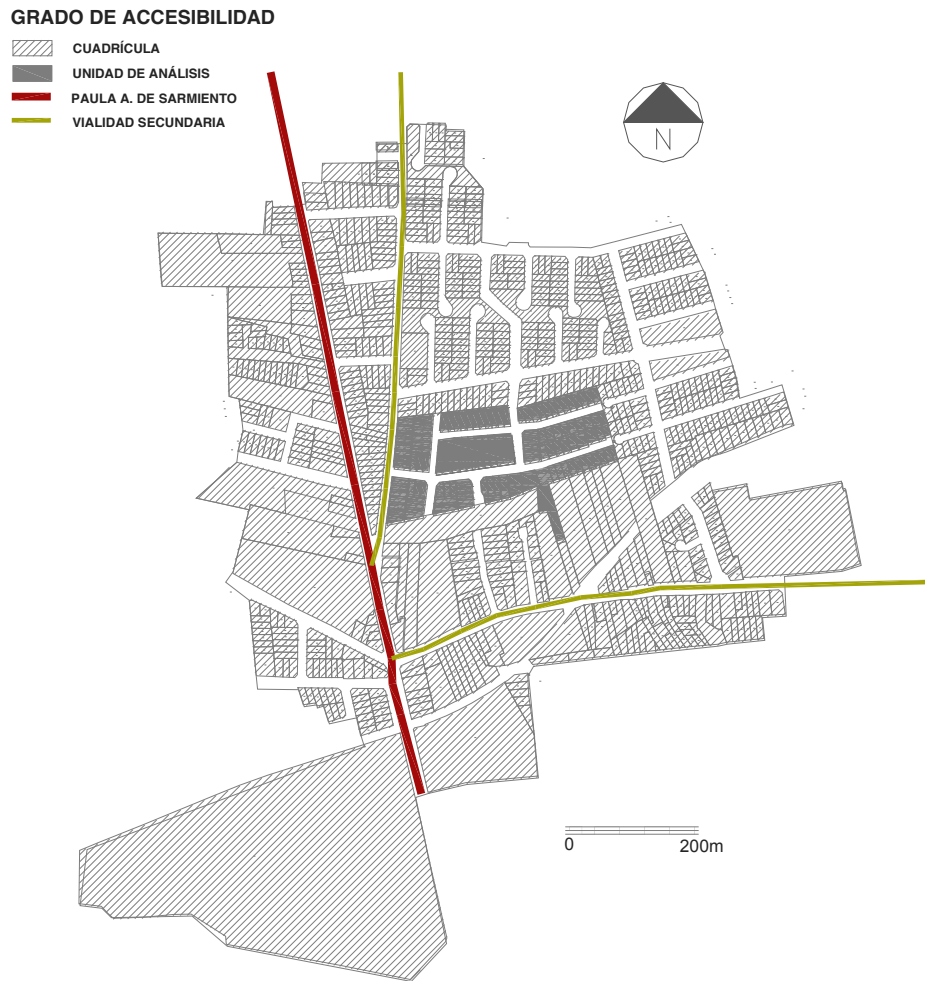 GRADO DE ACCESIBILIDAD
CUADRÍCULA
UNIDAD DE ANÁLISIS
PAULA A. DE SARMIENTO
VIALIDAD SECUNDARIA
N
0 200m